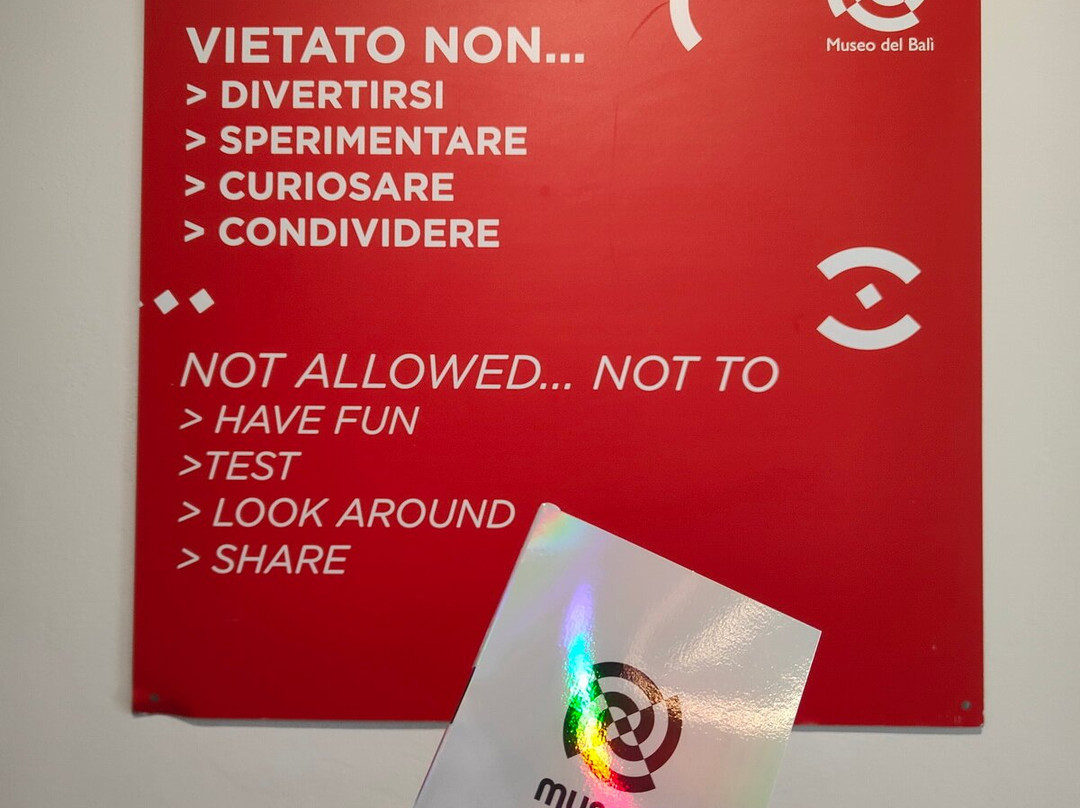 Museo del Balì
VIETATO NON...
> DIVERTIRSI
> SPERIMENTARE
> CURIOSARE
> CONDIVIDERE
NOT ALLOWED... NOT TO
> HAVE FUN
>TEST
> LOOK AROUND
> SHARE